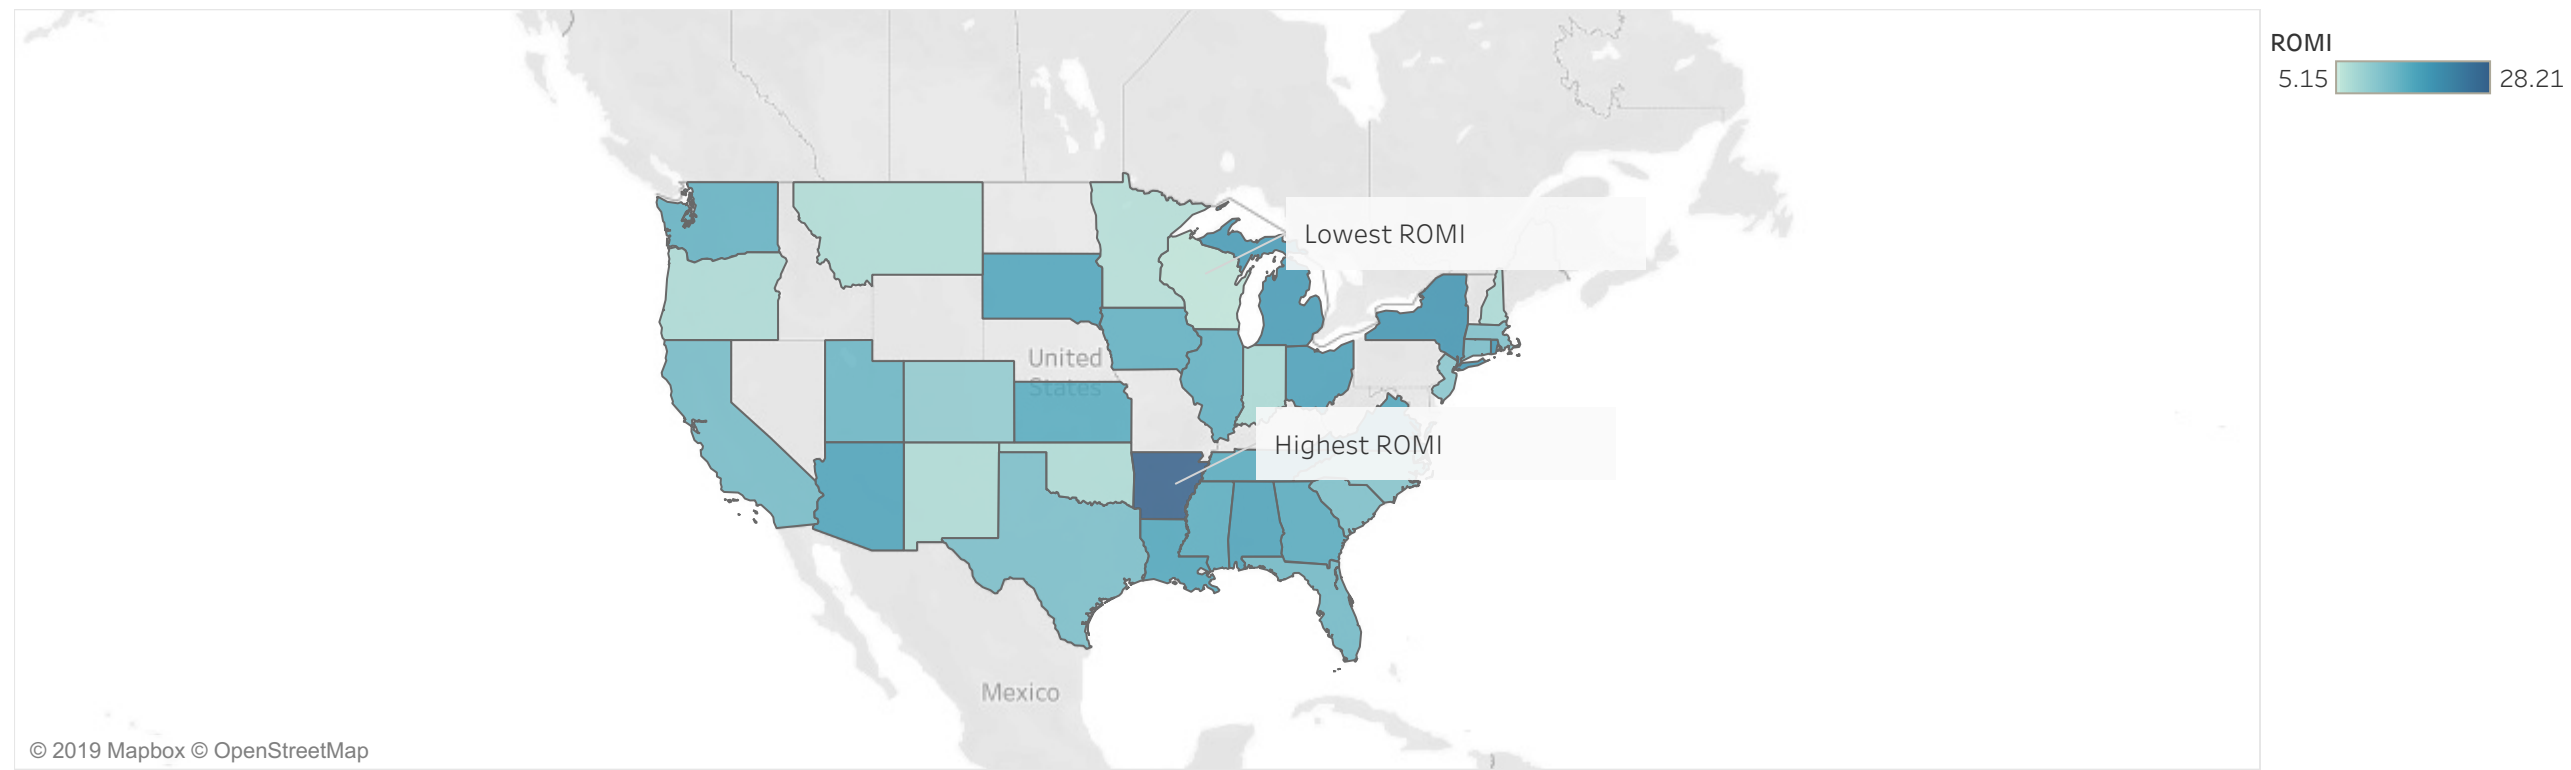 ROMI
5.15 28.21
Lowest ROMI
United
States
Highest ROMI
Mexico
© 2019 Mapbox © OpenStreetMap